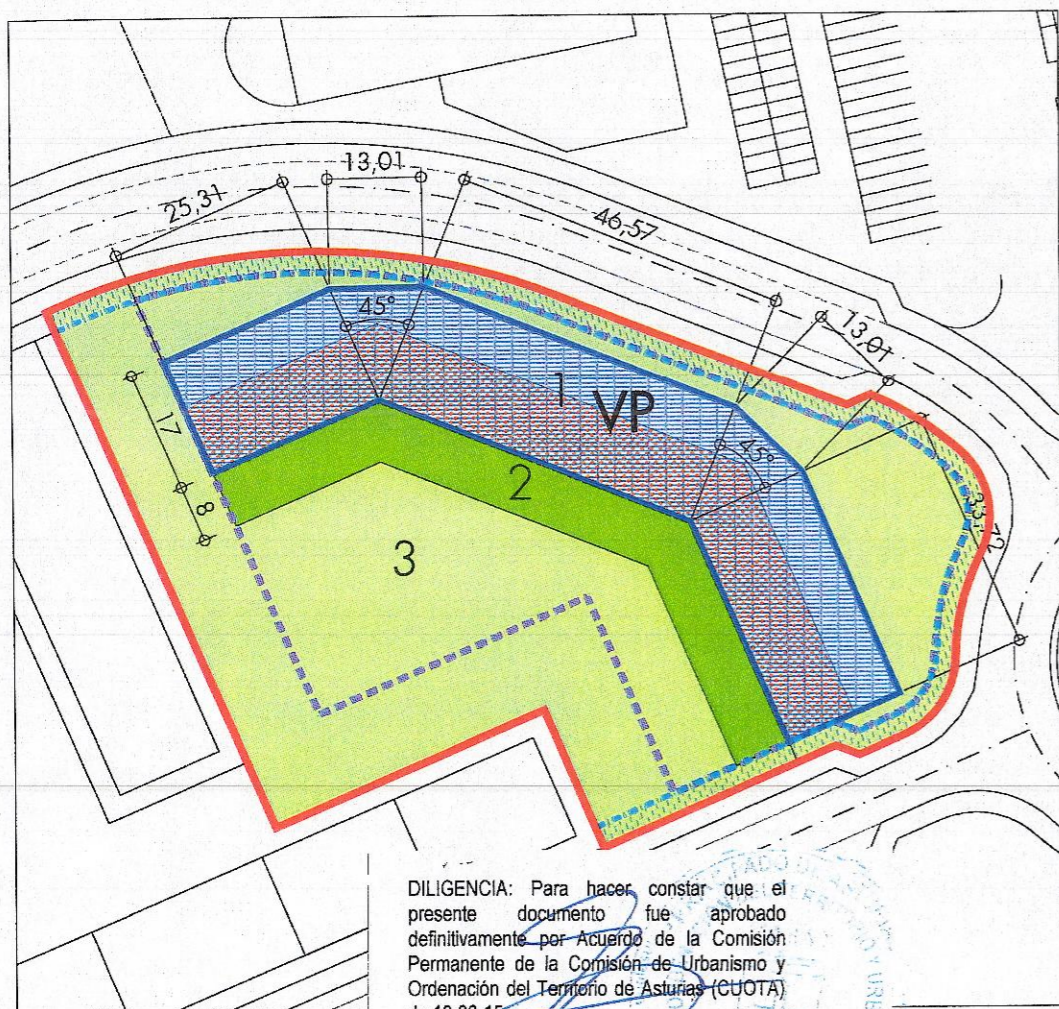 13,01
25,31
46,57
45°
13,01
1 VP
17
45°
2
8
33,72
3
DILIGENCIA: Para hacer constar que el
presente documento fue aprobado
definitivamente por Acuerdo de la Comisión
Permanente de la Comisión de Urbanismo y
Ordenación del Territorio de Asturias (CUOTA)